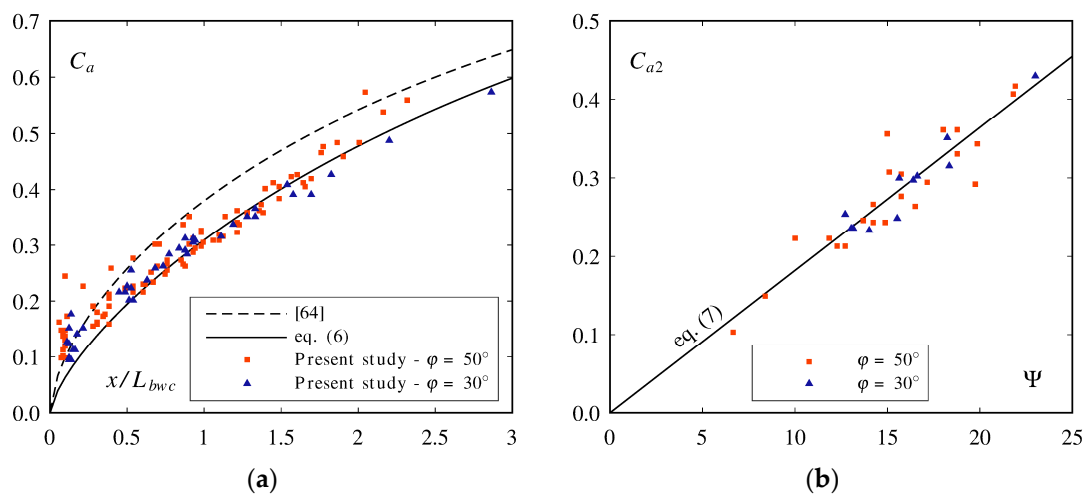 0.7
0.6
0.5
0.4
0.3
0.2
0.1
0.0
C_a
[64]
eq. (6)
Present study - φ = 50°
Present study - φ = 30°
x/L_bwc
0 0.5 1 1.5 2 2.5 3
(a)
0.5
0.4
0.3
0.2
0.1
0.0
C_a2
eq. (7)
φ = 50°
φ = 30°
Ψ
0 5 10 15 20 25
(b)